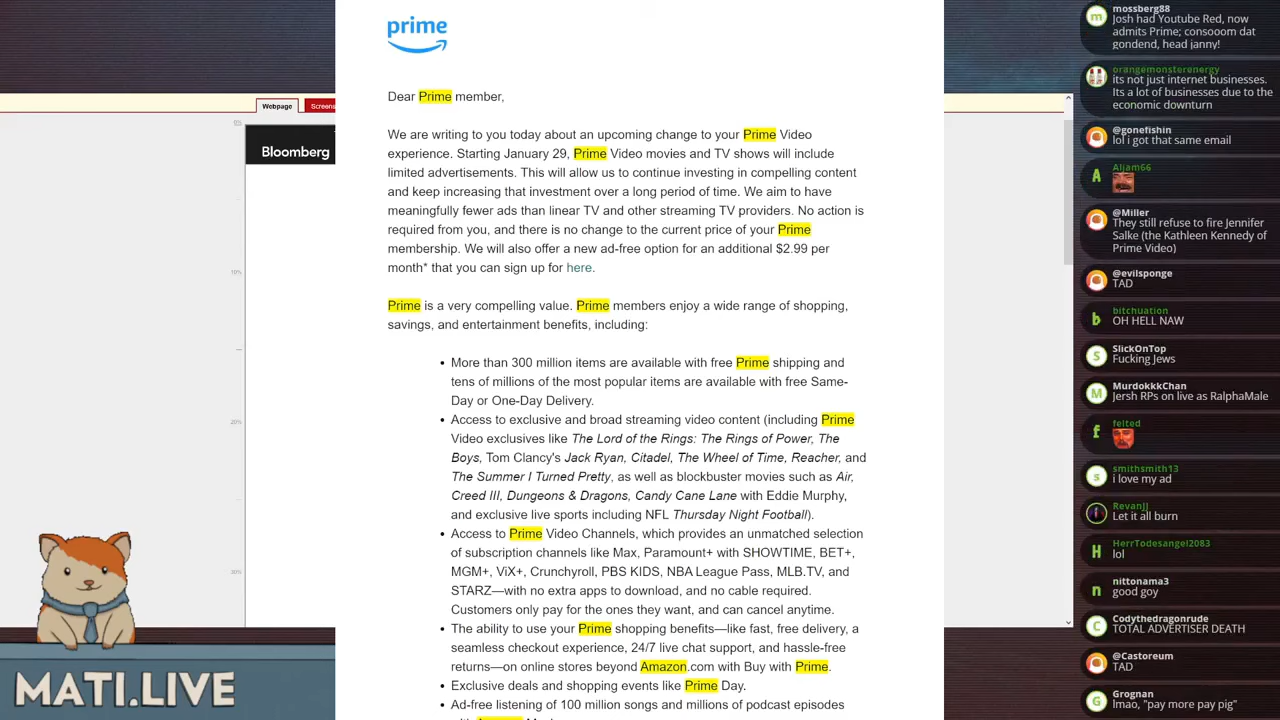 prime
Dear Prime member,
We are writing to you today about an upcoming change to your Prime Video
experience. Starting January 29, Prime Video movies and TV shows will include
limited advertisements. This will allow us to continue investing in compelling content
and keep increasing that investment over a long period of time. We aim to have
meaningfully fewer ads than linear TV and other streaming TV providers. No action is
required from you, and there is no change to the current price of your Prime
membership. We will also offer a new ad-free option for an additional $2.99 per
month* that you can sign up for here.
Prime is a very compelling value. Prime members enjoy a wide range of shopping,
savings, and entertainment benefits, including:
• More than 300 million items are available with free Prime shipping and
tens of millions of the most popular items are available with free Same-
Day or One-Day Delivery.
• Access to exclusive and broad streaming video content (including Prime
Video exclusives like The Lord of the Rings: The Rings of Power, The
Boys, Tom Clancy's Jack Ryan, Citadel, The Wheel of Time, Reacher, and
The Summer I Turned Pretty, as well as blockbuster movies such as Air,
Creed III, Dungeons & Dragons, Candy Cane Lane with Eddie Murphy,
and exclusive live sports including NFL Thursday Night Football).
• Access to Prime Video Channels, which provides an unmatched selection
of subscription channels like Max, Paramount+ with SHOWTIME, BET+,
MGM+, ViX+, Crunchyroll, PBS KIDS, NBA League Pass, MLB.TV, and
STARZ—with no extra apps to download, and no cable required.
Customers only pay for the ones they want, and can cancel anytime.
• The ability to use your Prime shopping benefits—like fast, free delivery, a
seamless checkout experience, 24/7 live chat support, and hassle-free
returns—on online stores beyond Amazon.com with Buy with Prime.
• Exclusive deals and shopping events like Prime Day.
• Ad-free listening of 100 million songs and millions of podcast episodes
Webpage
Screens
0%
Bloomberg
10%
20%
30%
MATI.LIVE
m
mossberg88
Josh had Youtube Red, now
admits Prime; consooom dat
gondend, head janny!
orangemonsterenergy
Its not just internet businesses.
Its a lot of businesses due to the
economic downturn
@gonefishin
lol i got that same email
A
Aljam66
@Miller
They still refuse to fire Jennifer
Salke (the Kathleen Kennedy of
Prime Video)
@evilsponge
TAD
b
bitchuation
OH HELL NAW
S
SlickOnTop
Fucking Jews
M
MurdokkkChan
Jersh RPs on live as RalphaMale
f
felted
s
smithsmith13
i love my ad
RevanJJ
Let it all burn
H
HerrTodesangel2083
lol
n
nittonama3
good goy
C
Codythedragonrude
TOTAL ADVERTISER DEATH
@Castoreum
TAD
G
Grognan
lmao, "pay more pay pig"